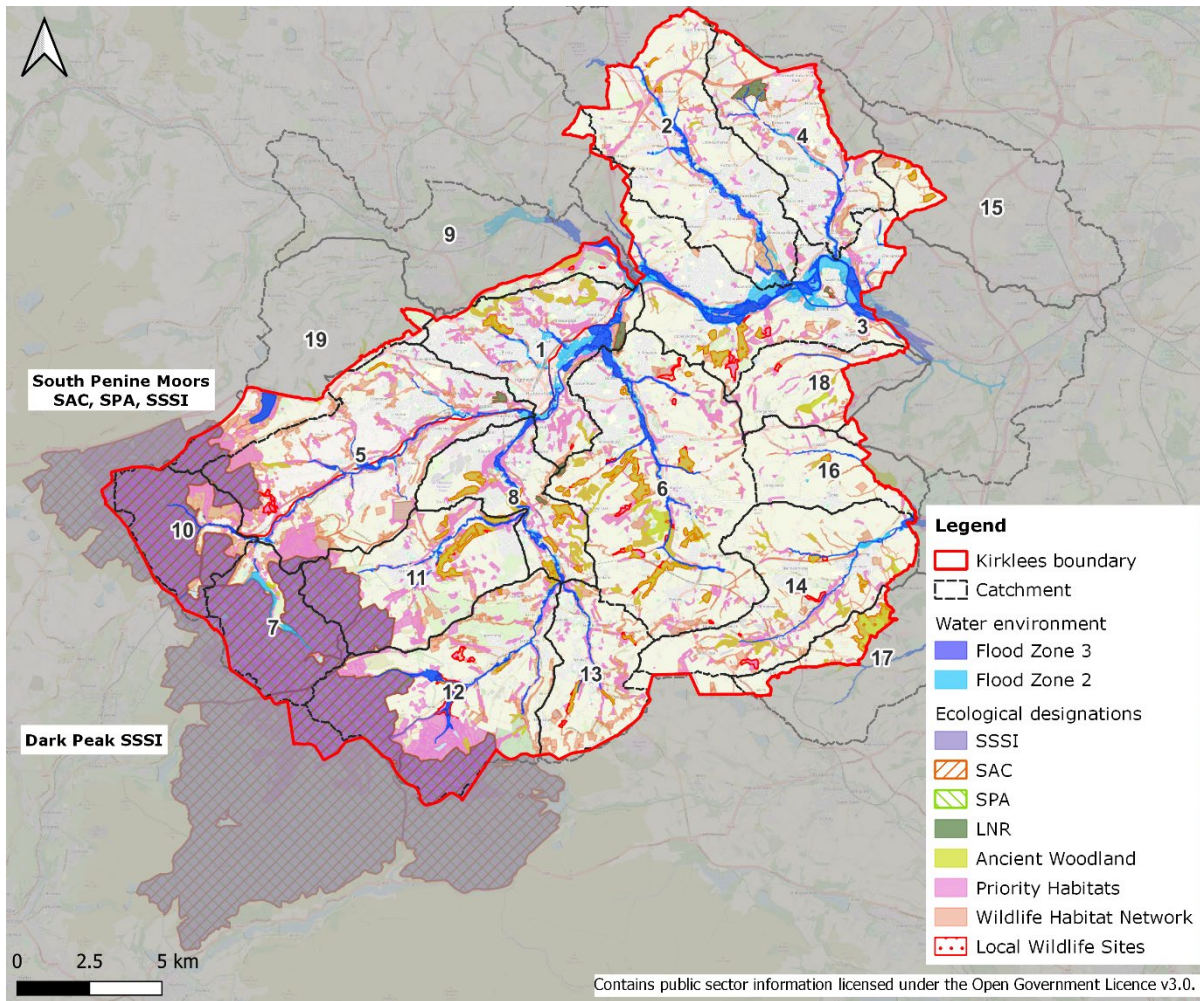 2
4
15
9
3
19
1
18
South Penine Moors
SAC, SPA, SSSI
5
16
6
8
10
11
14
7
17
13
12
Dark Peak SSSI
Legend
Kirklees boundary
Catchment
Water environment
Flood Zone 3
Flood Zone 2
Ecological designations
SSSI
SAC
SPA
LNR
Ancient Woodland
Priority Habitats
Wildlife Habitat Network
Local Wildlife Sites
0 2.5 5 km
Contains public sector information licensed under the Open Government Licence v3.0.